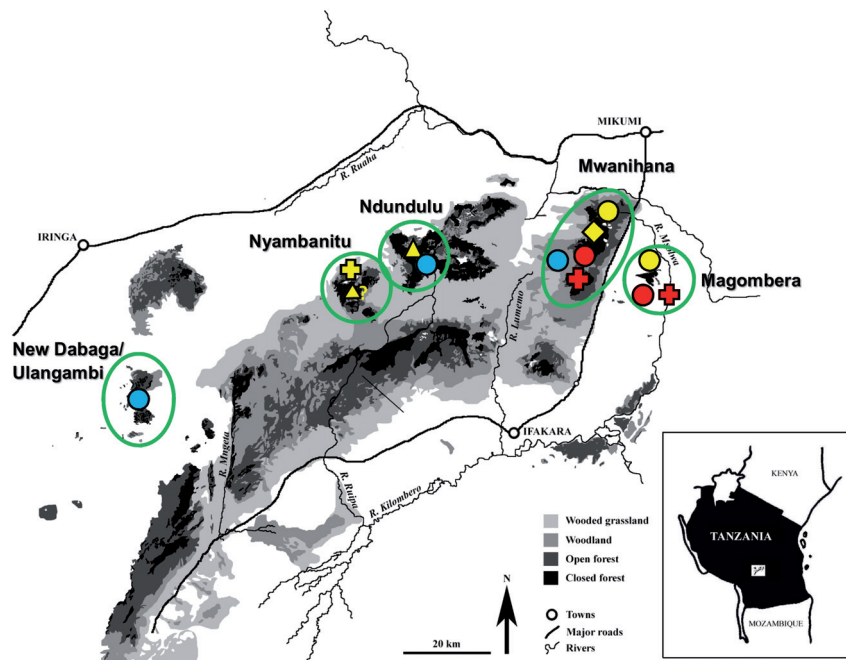 MIKUMI
Mwanihana
R. Ruaha
Ndundulu
IRINGA
Nyambanitu
?
R. Msolwa
Magombera
R. Lumemo
New Dabaga/
Ulangambi
IFAKARA
R. Mngeta
R. Ruipa
R. Kilombero
KENYA
TANZANIA
MOZAMBIQUE
Wooded grassland
Woodland
Open forest
Closed forest
N
Towns
Major roads
Rivers
20 km